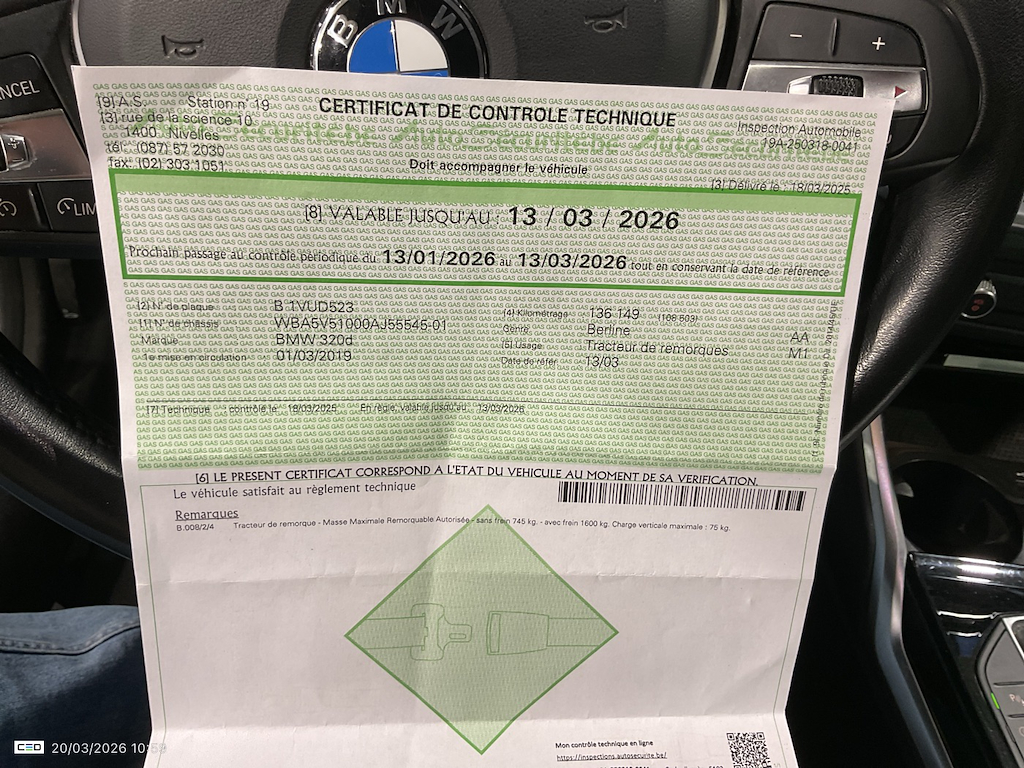 BMW
CANCEL
LIM
[9] A.S. Station n° 19
[3] rue de la science 10
1400 Nivelles
tél.: (087) 57 2030
fax: (02) 303 1051
CERTIFICAT DE CONTROLE TECHNIQUE
Doit accompagner le véhicule
Inspection Automobile
19A-250318-0041
[3] Délivré le : 18/03/2025
[8] VALABLE JUSQU'AU : 13 / 03 / 2026
Prochain passage au contrôle périodique du 13/01/2026 au 13/03/2026 tout en conservant la date de référence
[2] N° de plaque B 1VUD523
[1] N° de châssis WBA5V51000AJ55545-01
Marque BMW 320d
1e mise en circulation 01/03/2019
[4] Kilométrage 136 149 (108 503)
Genre Berline AA
[5] Usage Tracteur de remorques M1
Date de référ. 13/03
[7] Technique contrôlé le : 18/03/2025 En règle, valable jusqu'au : 13/03/2026
[6] LE PRESENT CERTIFICAT CORRESPOND A L'ETAT DU VEHICULE AU MOMENT DE SA VERIFICATION.
Le véhicule satisfait au règlement technique
Remarques
B.008/2/4 Tracteur de remorque - Masse Maximale Remorquable Autorisée - sans frein 745 kg. - avec frein 1600 kg. Charge verticale maximale : 75 kg.
Mon contrôle technique en ligne
https://inspections.autosecurite.be/
CEO 20/03/2026